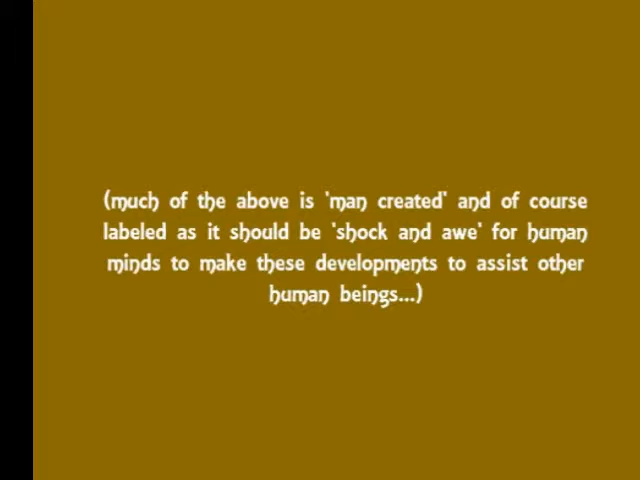 (much of the above is 'man created' and of course
labeled as it should be 'shock and awe' for human
minds to make these developments to assist other
human beings...)